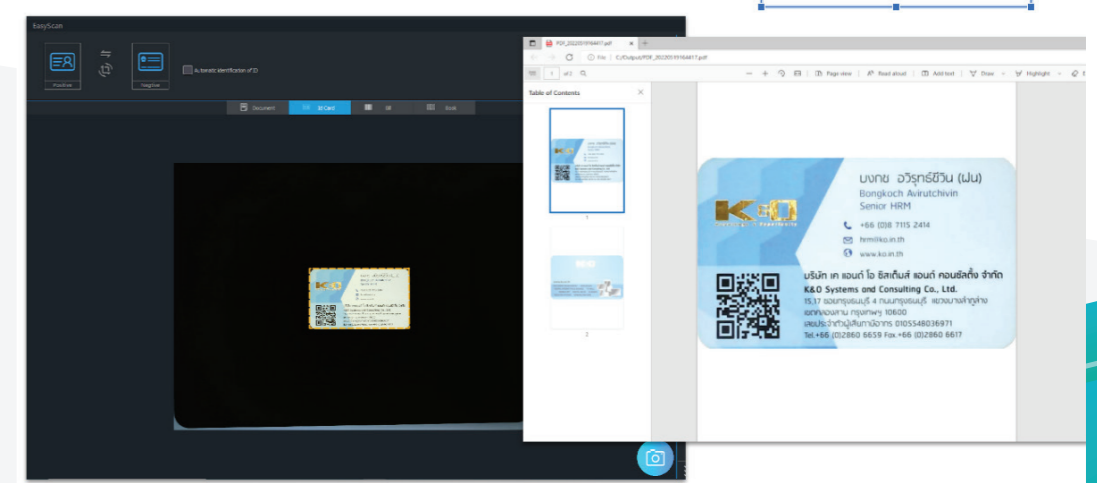 EasyScan
Positive
Negtive
Automatic identification of ID
Document
ID Card
Book
PDF_20220519164417.pdf
File
C:/Output/PDF_20220519164417.pdf
1
of 2
Page view
Read aloud
Add text
Draw
Highlight
Table of Contents
1
2
บงกช อวิรุทธ์ชีวิน (ฝน)
Bongkoch Avirutchivin
Senior HRM
K&O
+66 (0)8 7115 2414
hrm@ko.in.th
www.ko.in.th
บริษัท เค แอนด์ โอ ซิสเต็มส์ แอนด์ คอนซัลติ้ง จำกัด
K&O Systems and Consulting Co., Ltd.
15,17 ซอยกรุงธนบุรี 4 ถนนกรุงธนบุรี แขวงบางลำภูล่าง
เขตคลองสาน กรุงเทพฯ 10600
เลขประจำตัวผู้เสียภาษีอากร 0105548036971
Tel.+66 (0)2860 6659 Fax.+66 (0)2860 6617